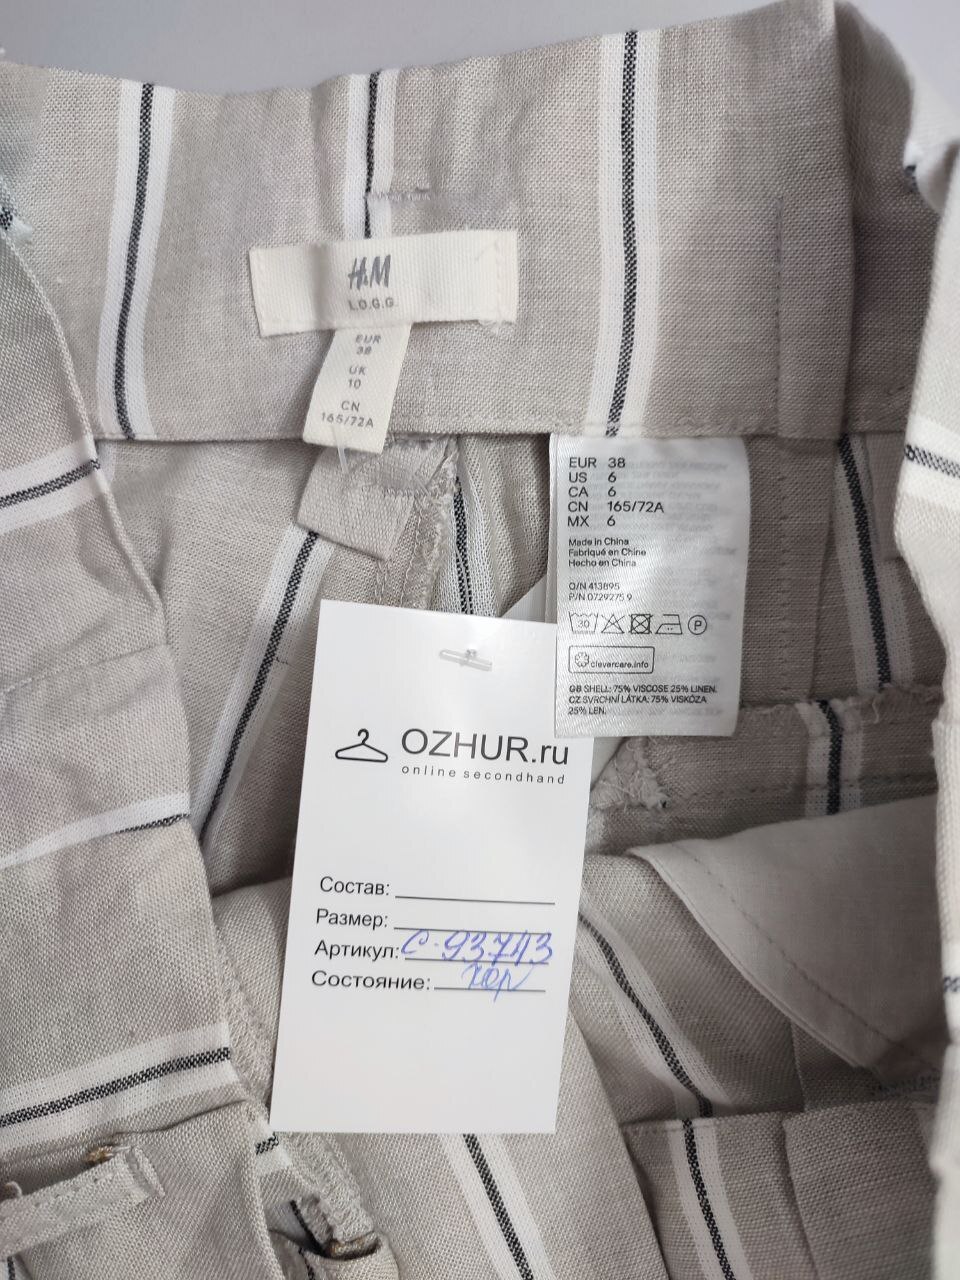 H&M
L.O.G.G.
EUR
38
UK
10
CN
165/72A
EUR 38
US 6
CA 6
CN 165/72A
MX 6
Made in China
Fabriqué en Chine
Hecho en China
O/N 413895
P/N 0729275 9
30
P
clevercare.info
GB SHELL: 75% VISCOSE 25% LINEN.
CZ SVRCHNÍ LÁTKA: 75% VISKÓZA
25% LEN.
OZHUR.ru
online secondhand
Состав:
Размер:
Артикул: С-93743
Состояние: хор